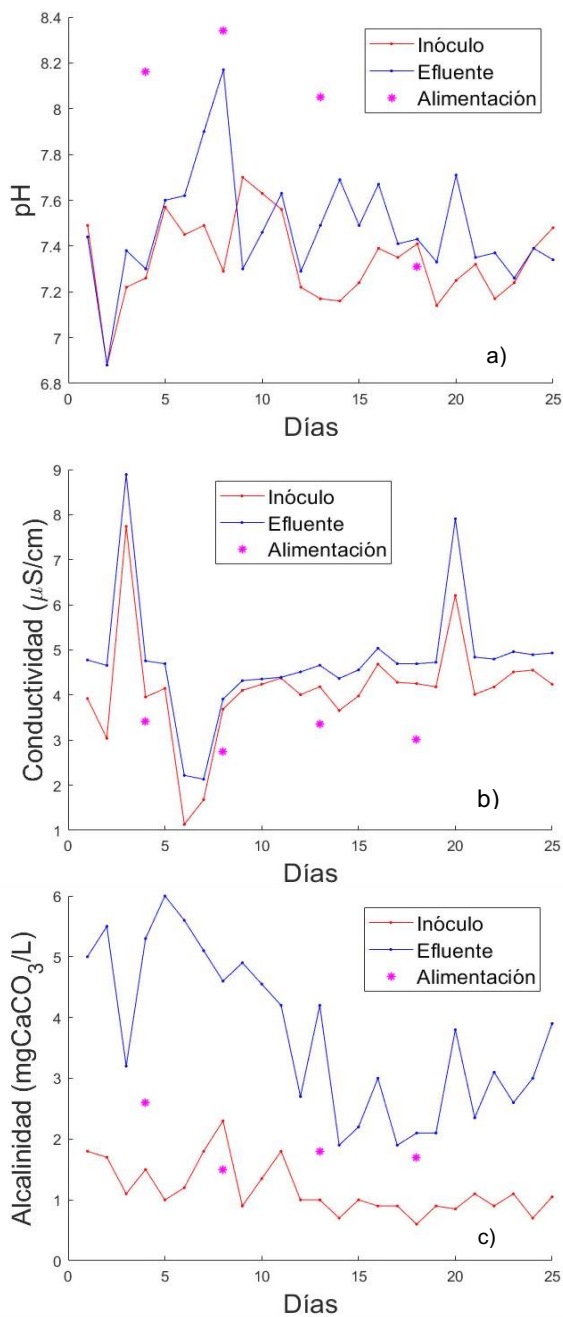 8.4
8.2
8
7.8
7.6
7.4
7.2
7
6.8
pH
Inóculo
Efluente
Alimentación
a)
0 5 10 15 20 25
Días
9
8
7
6
5
4
3
2
1
Conductividad (μS/cm)
Inóculo
Efluente
Alimentación
b)
0 5 10 15 20 25
Días
6
5
4
3
2
1
0
Alcalinidad (mgCaCO₃/L)
Inóculo
Efluente
Alimentación
c)
0 5 10 15 20 25
Días